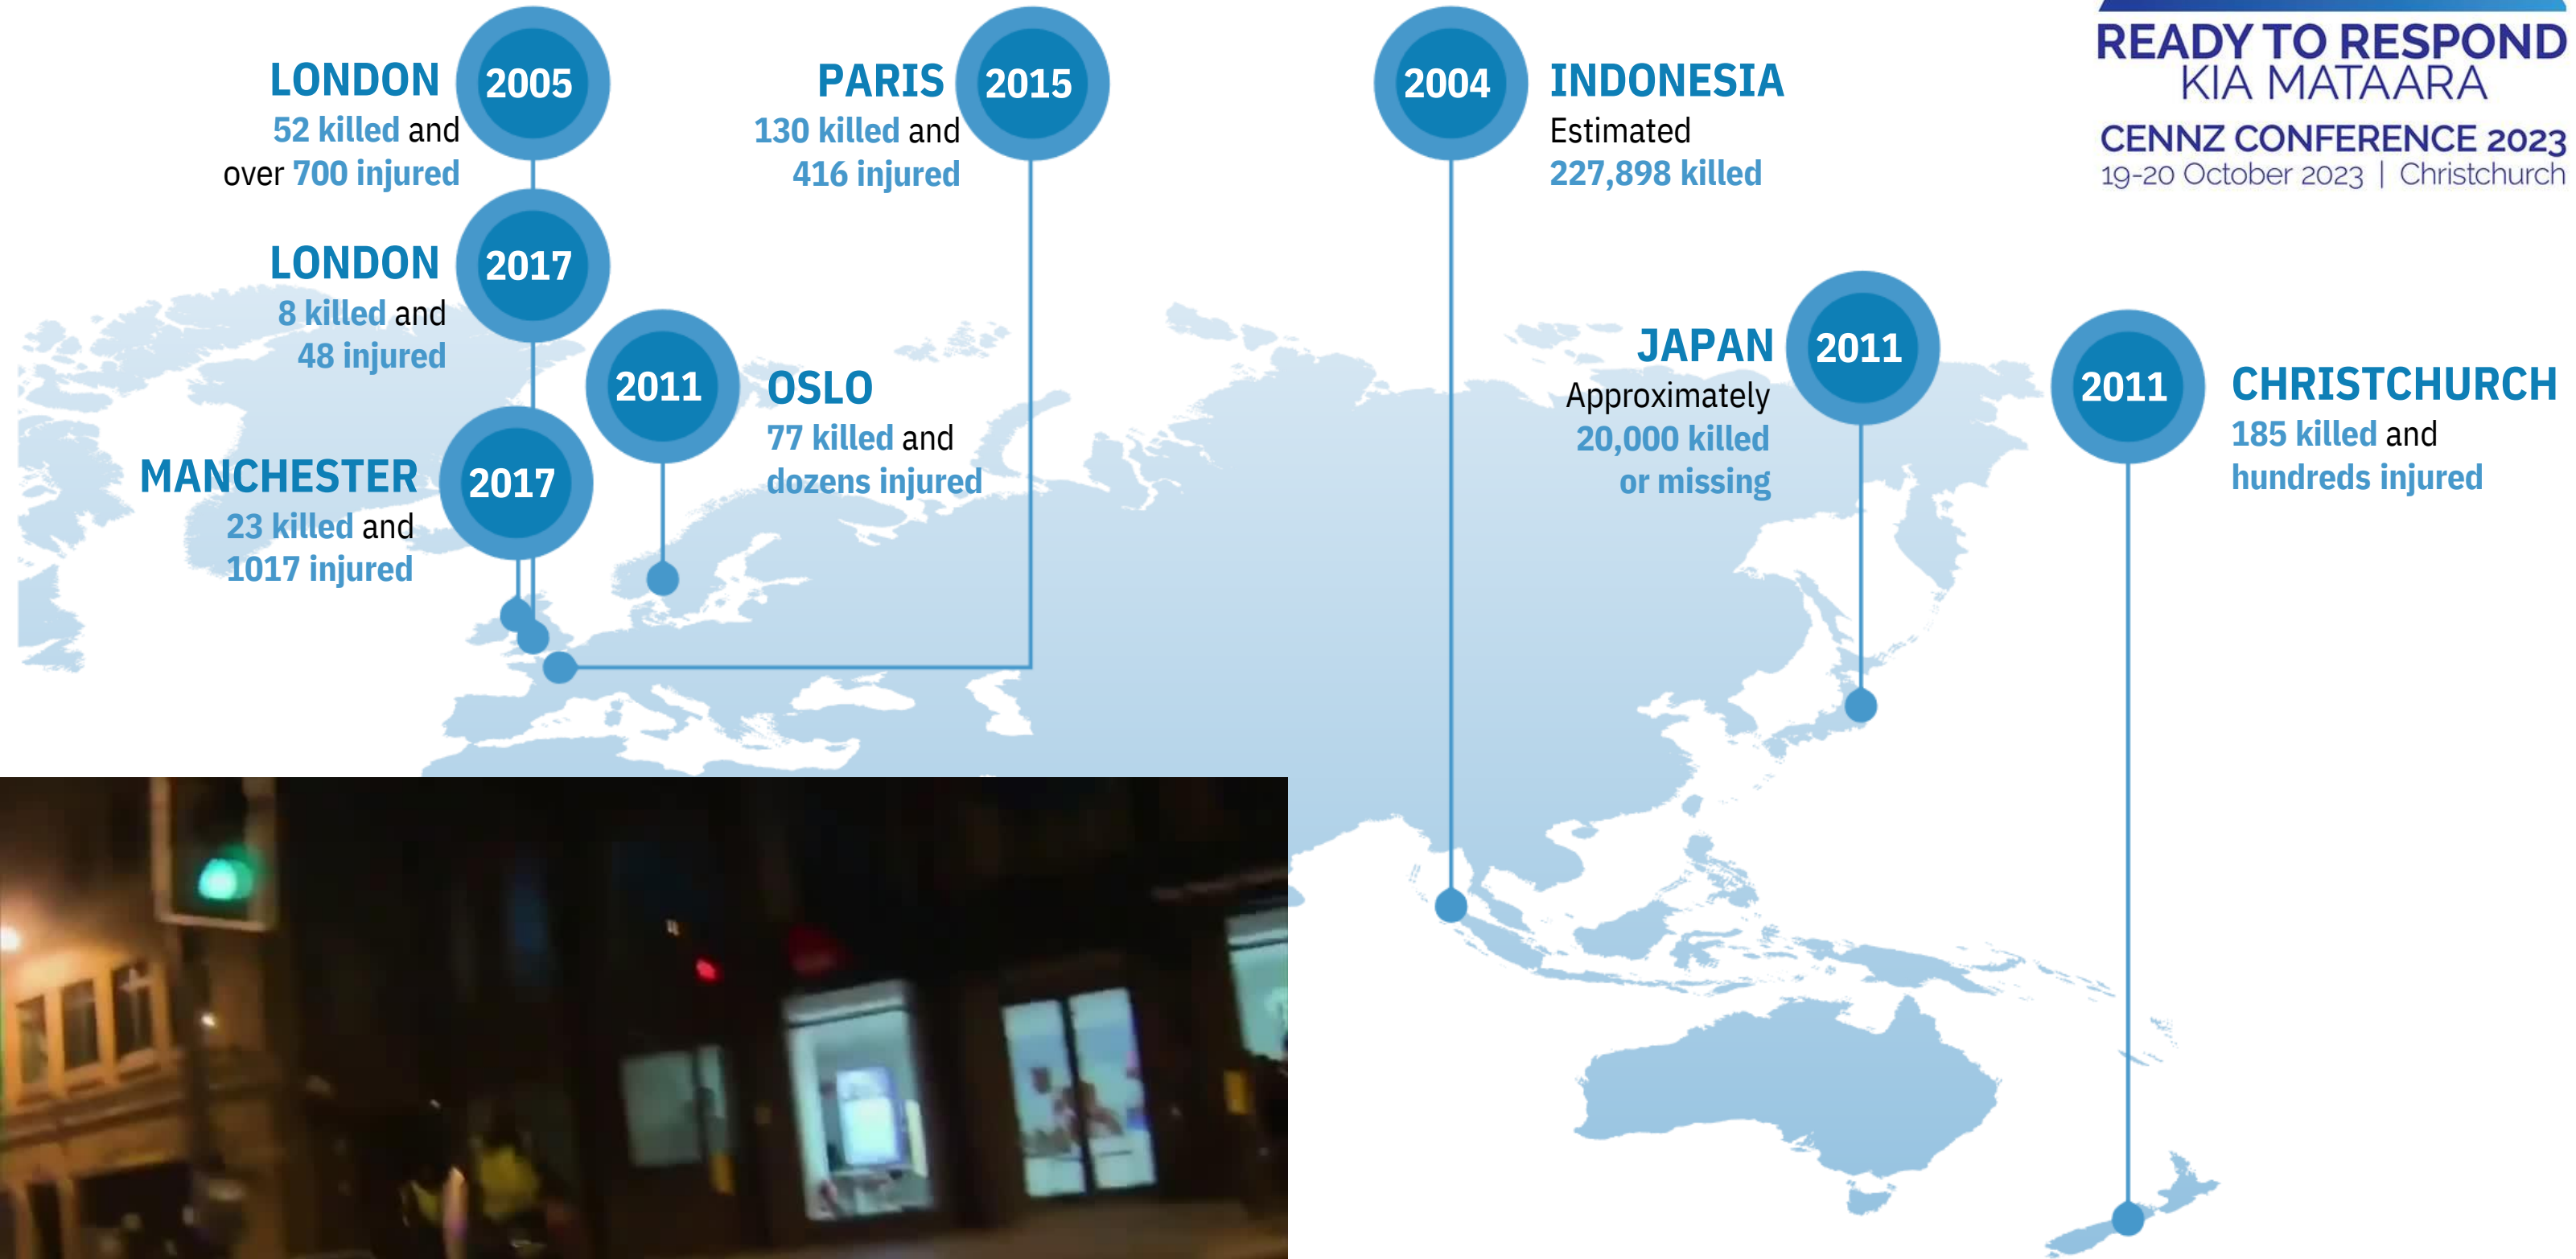 LONDON
2005
52 killed and
over 700 injured
LONDON
2017
8 killed and
48 injured
MANCHESTER
2017
23 killed and
1017 injured
2011
OSLO
77 killed and
dozens injured
PARIS
2015
130 killed and
416 injured
2004
INDONESIA
Estimated
227,898 killed
JAPAN
2011
Approximately
20,000 killed
or missing
2011
CHRISTCHURCH
185 killed and
hundreds injured
READY TO RESPOND
KIA MATAARA
CENNZ CONFERENCE 2023
19-20 October 2023 | Christchurch